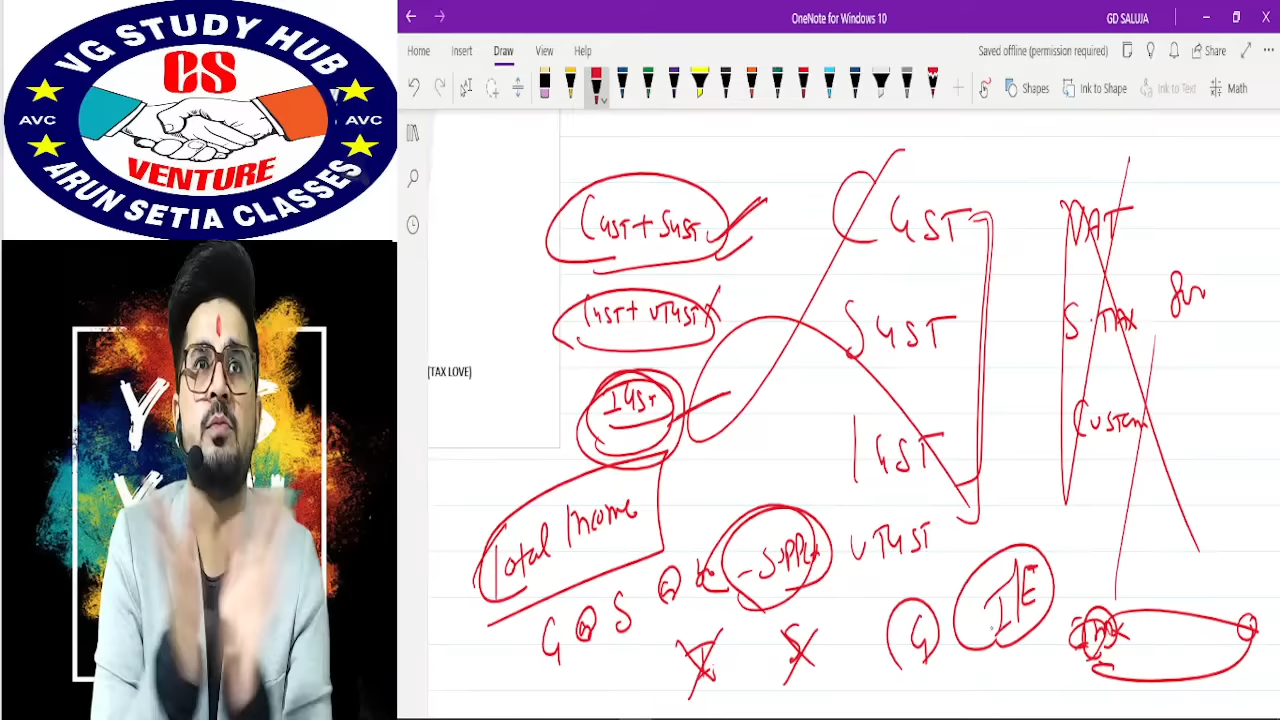 VG STUDY HUB
CS
AVC
AVC
VENTURE
ARUN SETIA CLASSES
OneNote for Windows 10
GD SALUJA
Home
Insert
Draw
View
Help
Saved offline (permission required)
Share
Shapes
Ink to Shape
Ink to Text
Math
(TAX LOVE)
CGST + SGST
CGST + UTGST
IGST
Total Income
CGST
SGST
IGST
UTGST
VAT
S. TAX
Custom
Supply
G or S
I
S
G
I/E